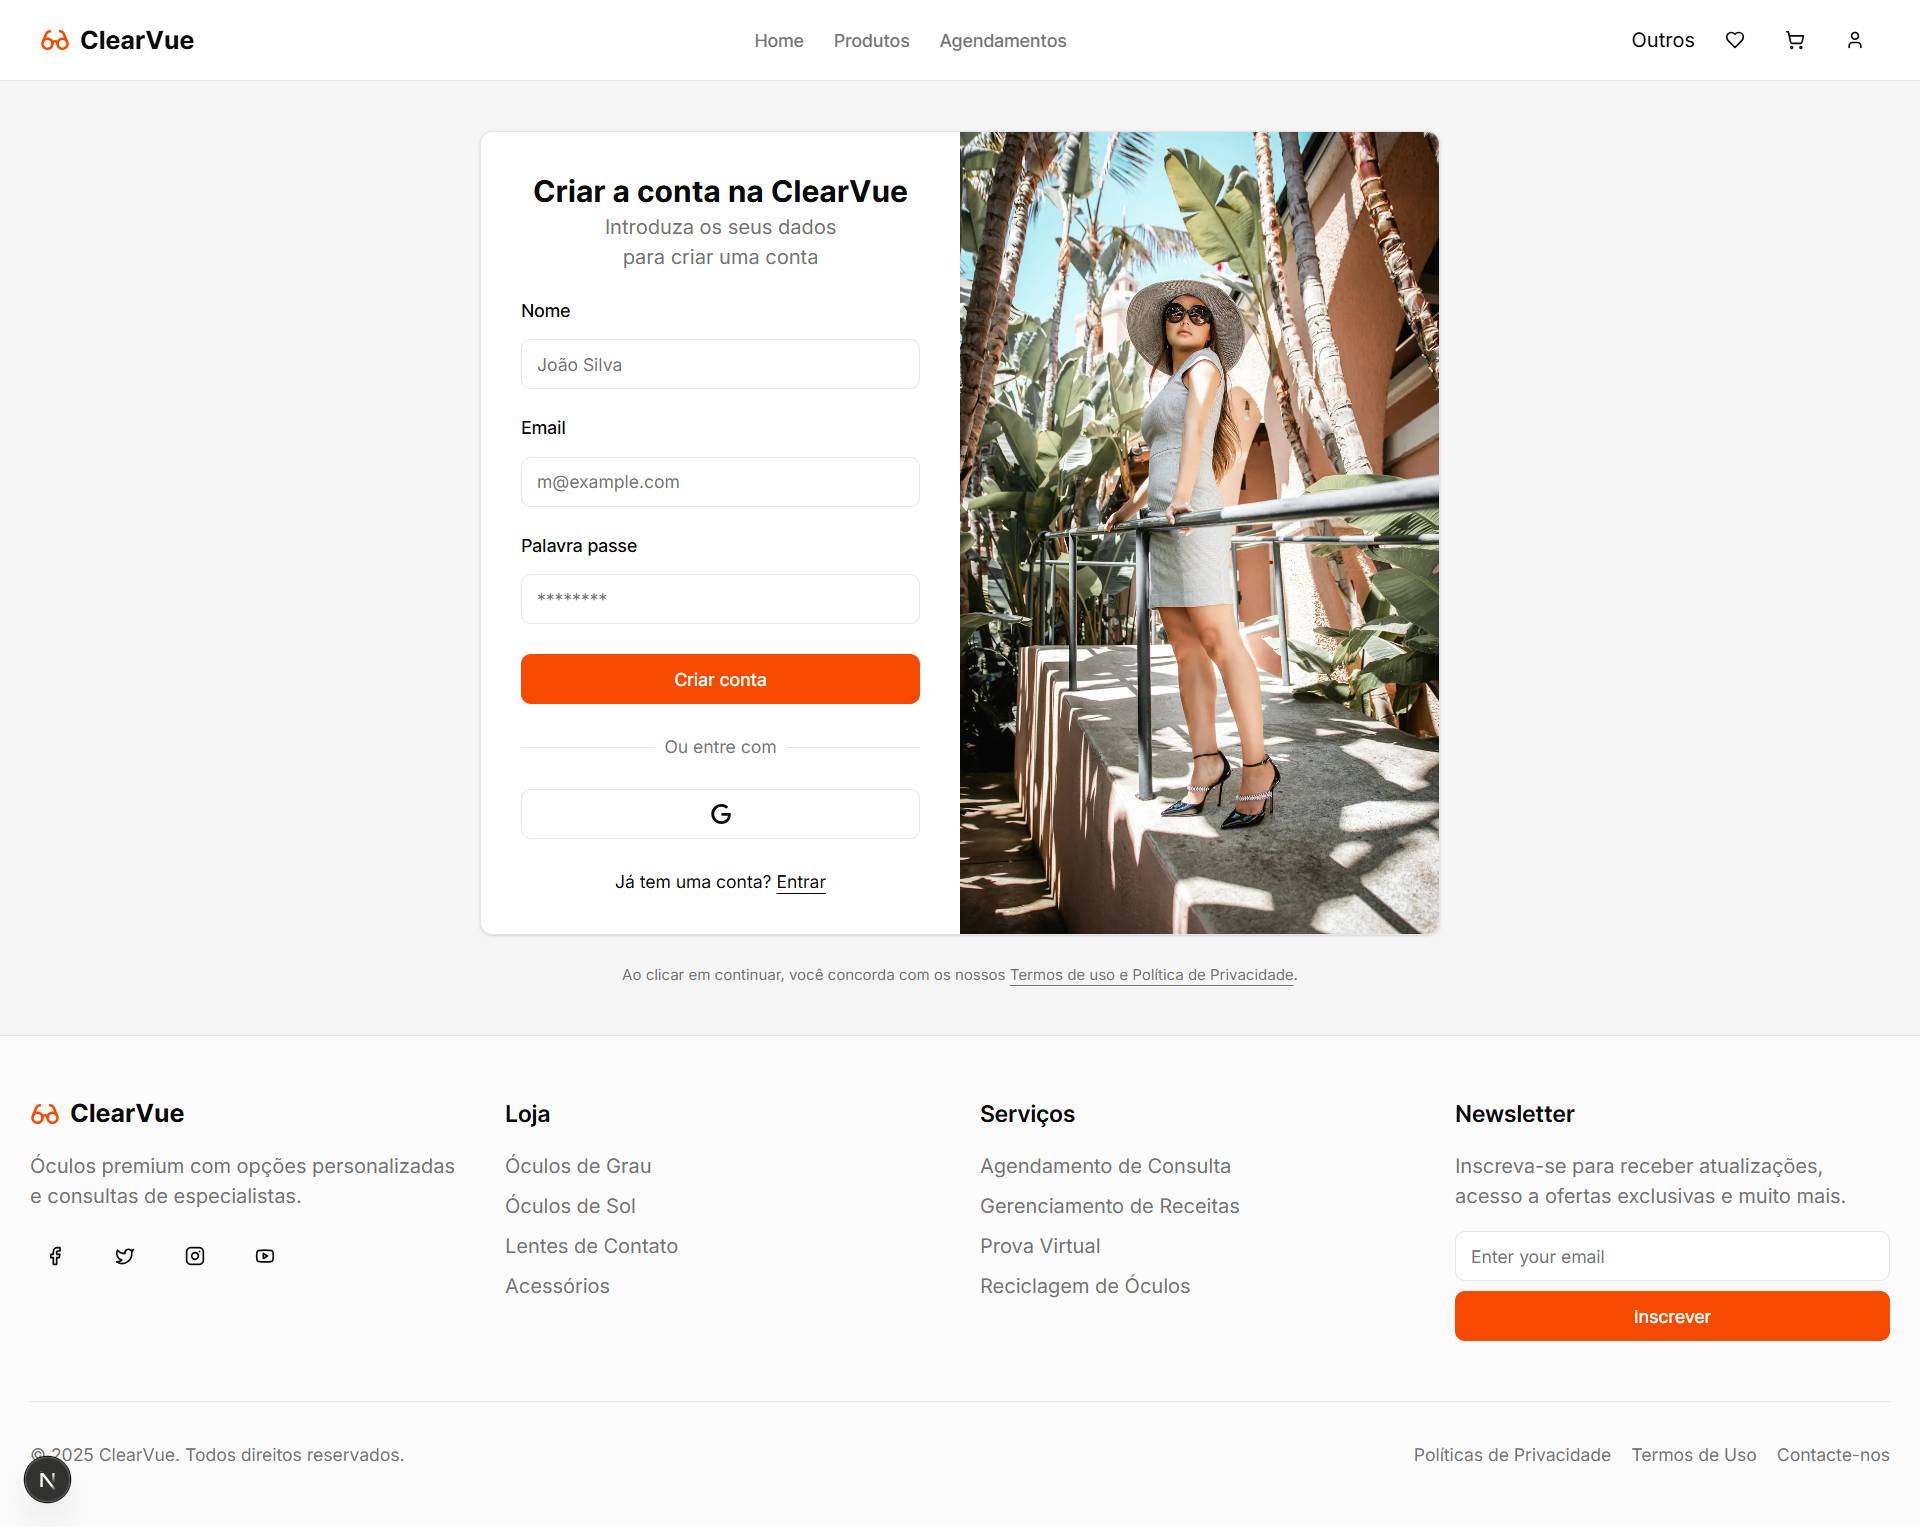 ClearVue
Home Produtos Agendamentos
Outros
Criar a conta na ClearVue
Introduza os seus dados
para criar uma conta
Nome
João Silva
Email
m@example.com
Palavra passe
********
Criar conta
Ou entre com
G
Já tem uma conta? Entrar
Ao clicar em continuar, você concorda com os nossos Termos de uso e Política de Privacidade.
ClearVue
Óculos premium com opções personalizadas
e consultas de especialistas.
Loja
Óculos de Grau
Óculos de Sol
Lentes de Contato
Acessórios
Serviços
Agendamento de Consulta
Gerenciamento de Receitas
Prova Virtual
Reciclagem de Óculos
Newsletter
Inscreva-se para receber atualizações,
acesso a ofertas exclusivas e muito mais.
Enter your email
Inscrever
© 2025 ClearVue. Todos direitos reservados.
Políticas de Privacidade Termos de Uso Contacte-nos
N